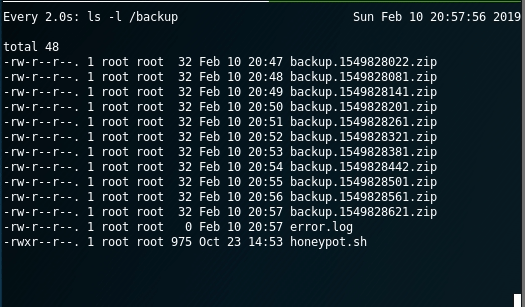 Every 2.0s: ls -l /backup Sun Feb 10 20:57:56 2019
total 48
-rw-r--r--. 1 root root  32 Feb 10 20:47 backup.1549828022.zip
-rw-r--r--. 1 root root  32 Feb 10 20:48 backup.1549828081.zip
-rw-r--r--. 1 root root  32 Feb 10 20:49 backup.1549828141.zip
-rw-r--r--. 1 root root  32 Feb 10 20:50 backup.1549828201.zip
-rw-r--r--. 1 root root  32 Feb 10 20:51 backup.1549828261.zip
-rw-r--r--. 1 root root  32 Feb 10 20:52 backup.1549828321.zip
-rw-r--r--. 1 root root  32 Feb 10 20:53 backup.1549828381.zip
-rw-r--r--. 1 root root  32 Feb 10 20:54 backup.1549828442.zip
-rw-r--r--. 1 root root  32 Feb 10 20:55 backup.1549828501.zip
-rw-r--r--. 1 root root  32 Feb 10 20:56 backup.1549828561.zip
-rw-r--r--. 1 root root  32 Feb 10 20:57 backup.1549828621.zip
-rw-r--r--. 1 root root   0 Feb 10 20:57 error.log
-rwxr--r--. 1 root root 975 Oct 23 14:53 honeypot.sh